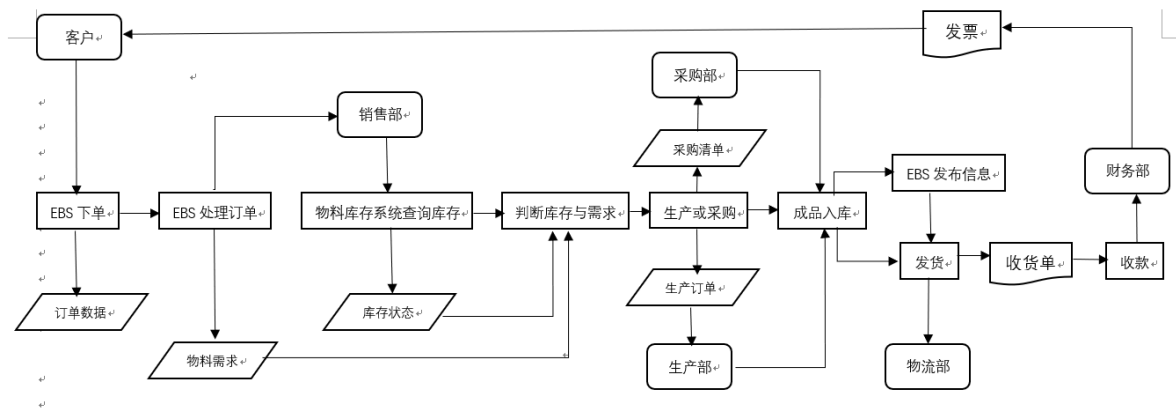 客户
发票
采购部
销售部
采购清单
EBS 发布信息
财务部
EBS 下单
EBS 处理订单
物料库存系统查询库存
判断库存与需求
生产或采购
成品入库
发货
收货单
收款
订单数据
库存状态
生产订单
物料需求
生产部
物流部